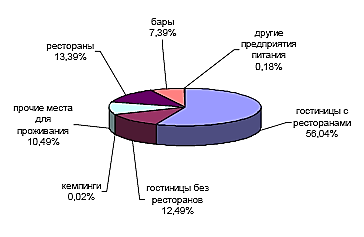 бары
7,39%
другие
предприятия
питания
0,18%
рестораны
13,39%
гостиницы с
ресторанами
56,04%
прочие места
для
проживания
10,49%
кемпинги
0,02%
гостиницы без
ресторанов
12,49%